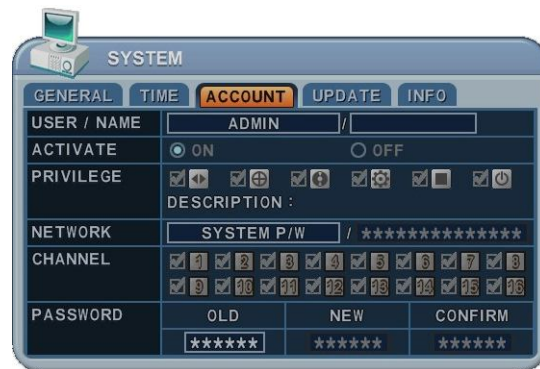 SYSTEM
GENERAL TIME ACCOUNT UPDATE INFO
USER / NAME ADMIN /
ACTIVATE ON OFF
PRIVILEGE
DESCRIPTION :
NETWORK SYSTEM P/W / **************
CHANNEL 1 2 3 4 5 6 7 8
9 10 11 12 13 14 15 16
PASSWORD OLD NEW CONFIRM
****** ****** ******